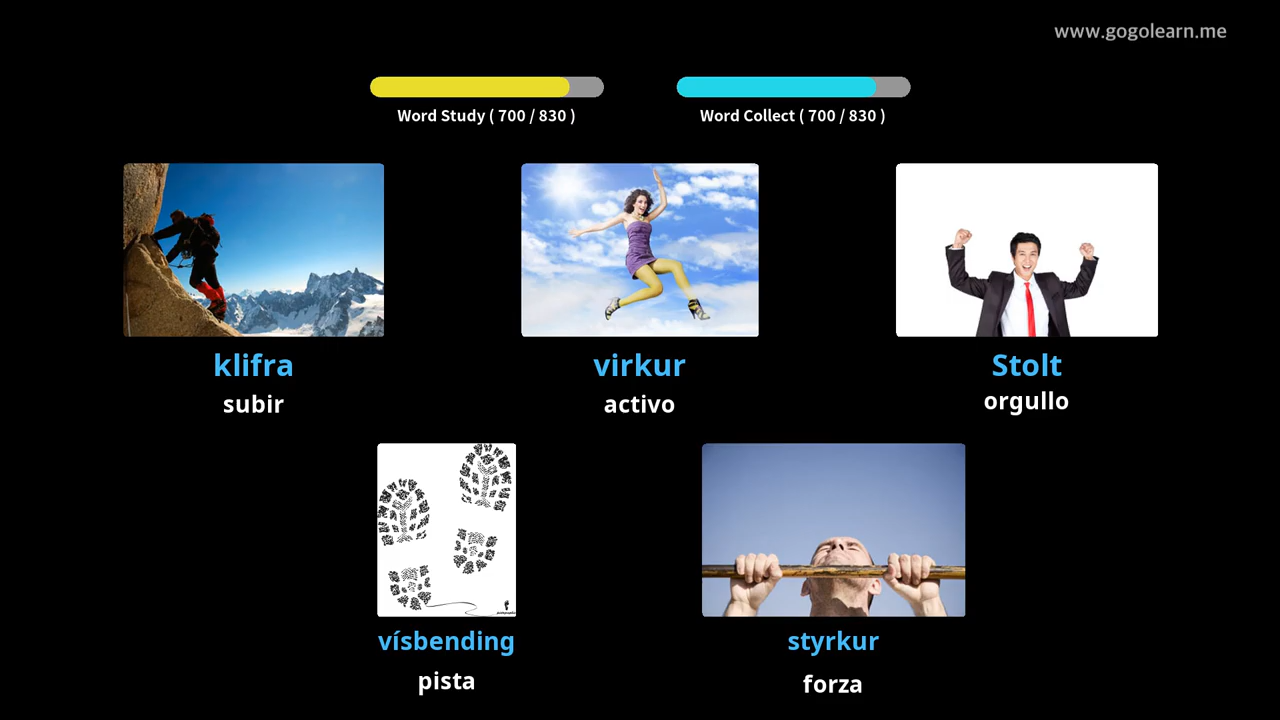 www.gogolearn.me
Word Study ( 700 / 830 )
Word Collect ( 700 / 830 )
klifra
subir
virkur
activo
Stolt
orgullo
vísbending
pista
styrkur
forza